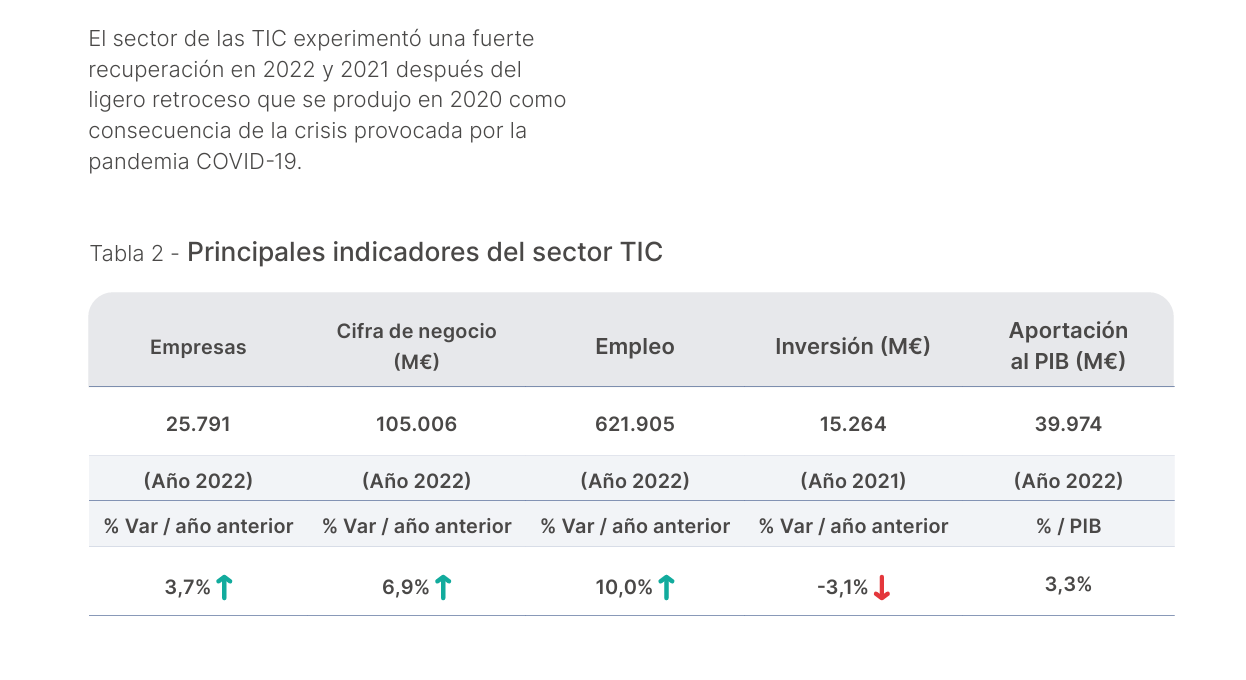 El sector de las TIC experimentó una fuerte
recuperación en 2022 y 2021 después del
ligero retroceso que se produjo en 2020 como
consecuencia de la crisis provocada por la
pandemia COVID-19.
Tabla 2 - Principales indicadores del sector TIC
Empresas
Cifra de negocio
(M€)
Empleo
Inversión (M€)
Aportación
al PIB (M€)
25.791 105.006 621.905 15.264 39.974
(Año 2022) (Año 2022) (Año 2022) (Año 2021) (Año 2022)
% Var / año anterior % Var / año anterior % Var / año anterior % Var / año anterior % / PIB
3,7% 6,9% 10,0% -3,1% 3,3%